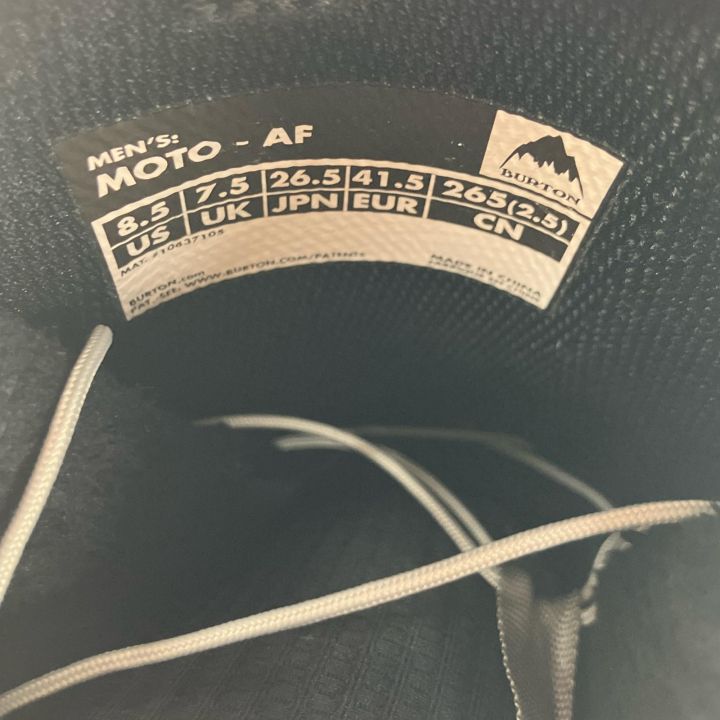 MEN'S:
MOTO - AF
8.5 7.5 26.5 41.5 265(2.5)
US UK JPN EUR CN
MAT. #10637105
BURTON.com
PAT. SEE: WWW.BURTON.COM/PATENTS
MADE IN CHINA
BURTON